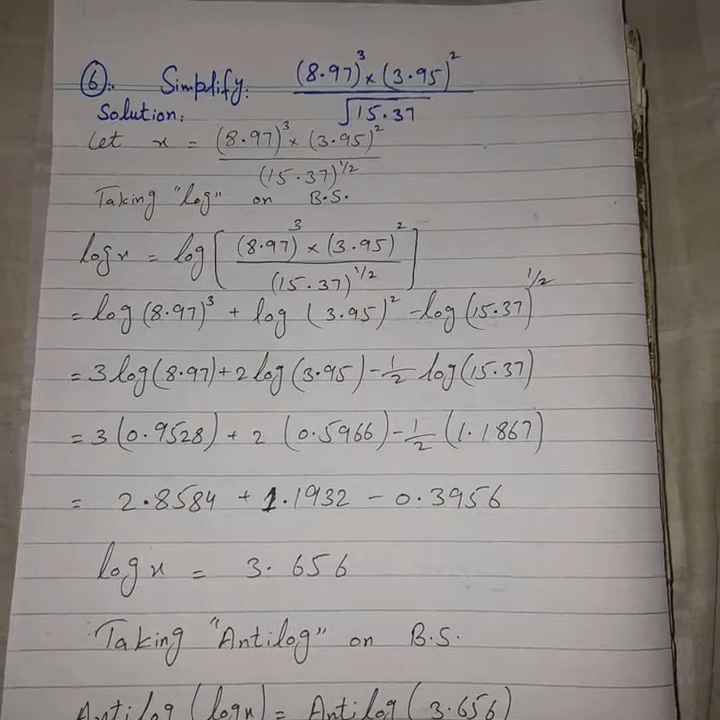 ⑥:. Simplify: (8.97)³ × (3.95)² / √15.37
Solution:
Let x = (8.97)³ × (3.95)² / (15.37)^1/2
Taking "log" on B.S.
log x = log [ (8.97)³ × (3.95)² / (15.37)^1/2 ]
= log (8.97)³ + log (3.95)² - log (15.37)^1/2
= 3 log (8.97) + 2 log (3.95) - 1/2 log (15.37)
= 3 (0.9528) + 2 (0.5966) - 1/2 (1.1867)
= 2.8584 + 1.1932 - 0.3956
log x = 3.656
Taking "Antilog" on B.S.
Antilog (log x) = Antilog (3.656)